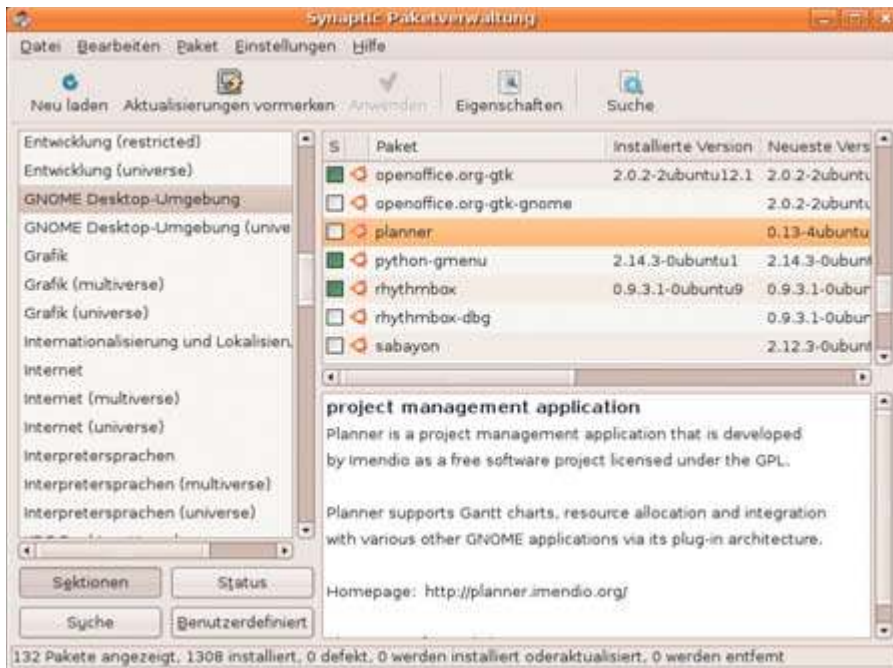 Synaptic Paketverwaltung
Datei Bearbeiten Paket Einstellungen Hilfe
Neu laden Aktualisierungen vormerken Anwenden Eigenschaften Suche
Entwicklung (restricted)
Entwicklung (universe)
GNOME Desktop-Umgebung
GNOME Desktop-Umgebung (unive
Grafik
Grafik (multiverse)
Grafik (universe)
Internationalisierung und Lokalisien
Internet
Internet (multiverse)
Internet (universe)
Interpretersprachen
Interpretersprachen (multiverse)
Interpretersprachen (universe)
Sektionen Status
Suche Benutzerdefiniert
S Paket Installierte Version Neueste Vers
openoffice.org-gtk 2.0.2-2ubuntu12.1 2.0.2-2ubuntu
openoffice.org-gtk-gnome 2.0.2-2ubuntu
planner 0.13-4ubuntu
python-gmenu 2.14.3-0ubuntu1 2.14.3-0ubunt
rhythmbox 0.9.3.1-0ubuntu9 0.9.3.1-0ubun
rhythmbox-dbg 0.9.3.1-0ubun
sabayon 2.12.3-0ubunt
project management application
Planner is a project management application that is developed
by Imendio as a free software project licensed under the GPL.
Planner supports Gantt charts, resource allocation and integration
with various other GNOME applications via its plug-in architecture.
Homepage: http://planner.imendio.org/
132 Pakete angezeigt, 1308 installiert, 0 defekt, 0 werden installiert oderaktualisiert, 0 werden entfernt